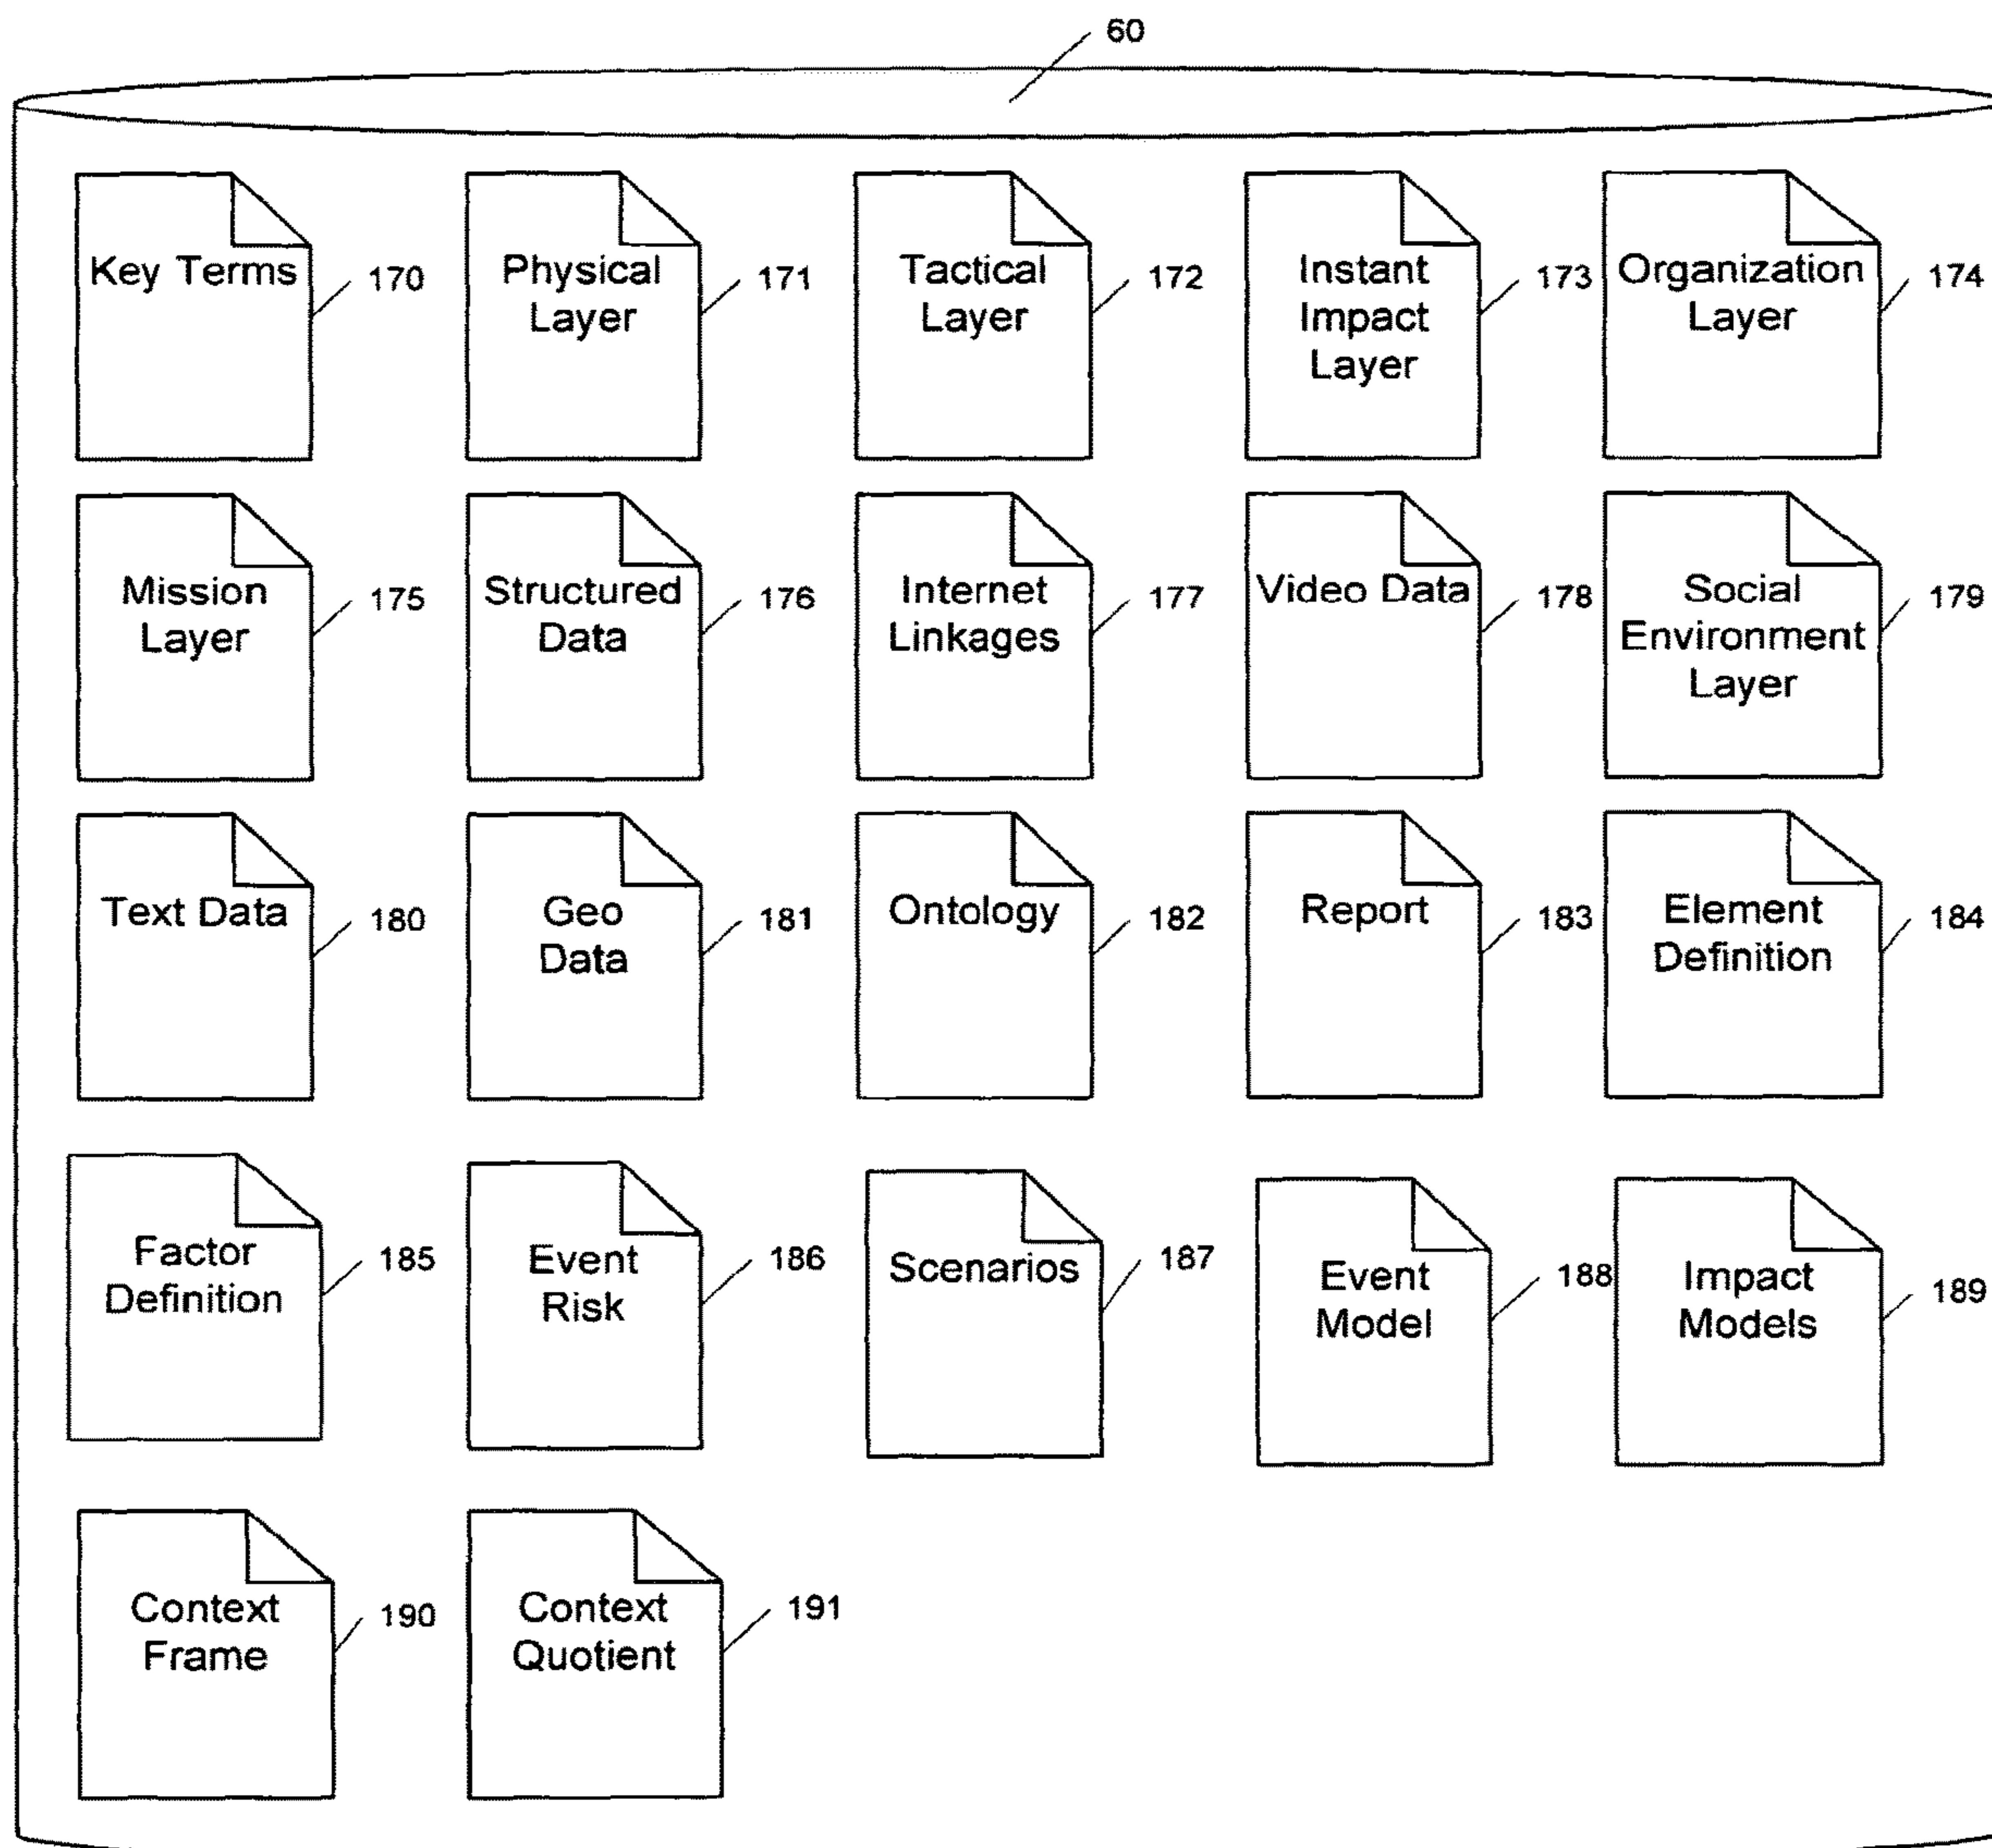 60
Key Terms
170
Physical
Layer
171
Tactical
Layer
172
Instant
Impact
Layer
173
Organization
Layer
174
Mission
Layer
175
Structured
Data
176
Internet
Linkages
177
Video Data
178
Social
Environment
Layer
179
Text Data
180
Geo
Data
181
Ontology
182
Report
183
Element
Definition
184
Factor
Definition
185
Event
Risk
186
Scenarios
187
Event
Model
188
Impact
Models
189
Context
Frame
190
Context
Quotient
191